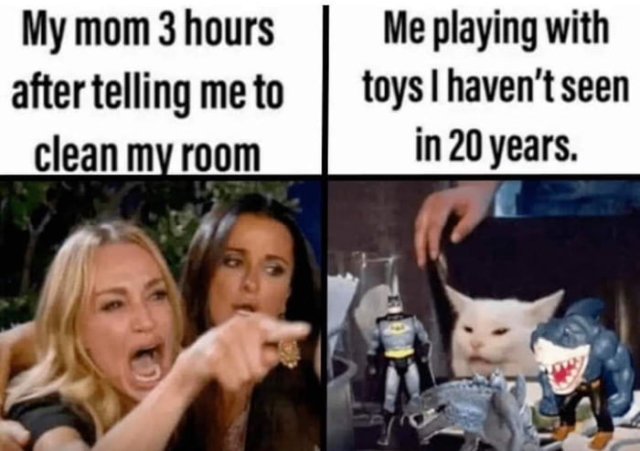 My mom 3 hours
after telling me to
clean my room
Me playing with
toys I haven't seen
in 20 years.